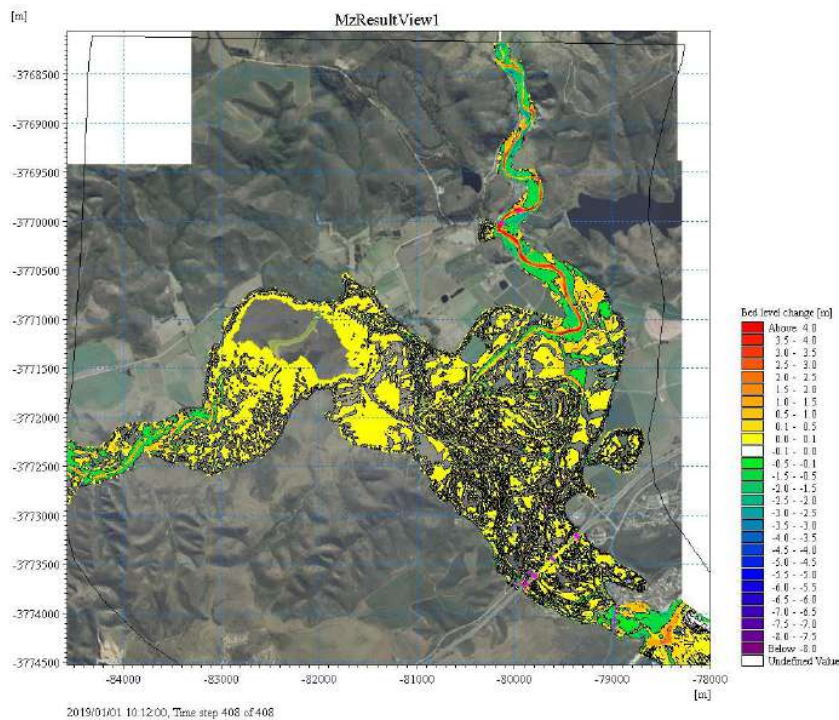 [m]
MzResultView1
-3768500
-3769000
-3769500
-3770000
-3770500
-3771000
-3771500
-3772000
-3772500
-3773000
-3773500
-3774000
-3774500
-84000 -83000 -82000 -81000 -80000 -79000 -78000
[m]
Bed level change [m]
Above 4.0
3.5 - 4.0
3.0 - 3.5
2.5 - 3.0
2.0 - 2.5
1.5 - 2.0
1.0 - 1.5
0.5 - 1.0
0.1 - 0.5
0.0 - 0.1
-0.1 - 0.0
-0.5 - -0.1
-1.5 - -0.5
-2.0 - -1.5
-2.5 - -2.0
-3.0 - -2.5
-3.5 - -3.0
-4.0 - -3.5
-4.5 - -4.0
-5.0 - -4.5
-5.5 - -5.0
-6.0 - -5.5
-6.5 - -6.0
-7.0 - -6.5
-7.5 - -7.0
-8.0 - -7.5
Below -8.0
Undefined Value
2019/01/01 10:12:00, Time step 408 of 408